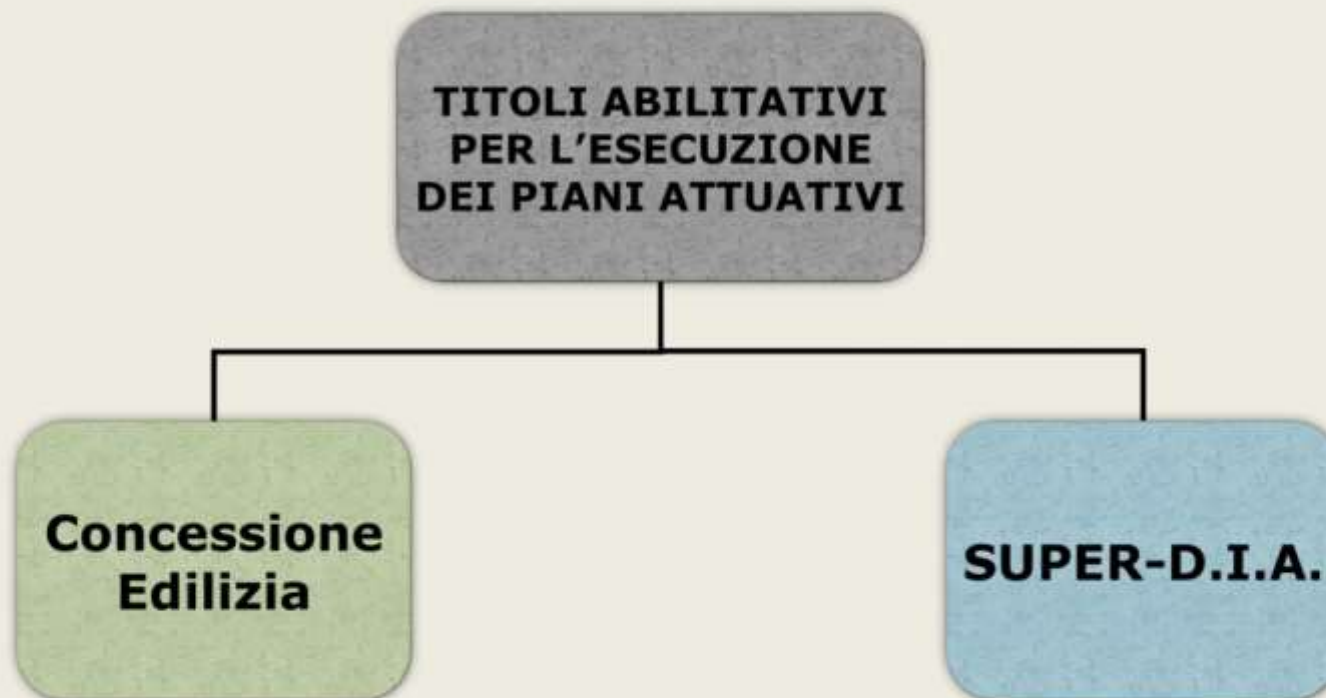 TITOLI ABILITATIVI
PER L’ESECUZIONE
DEI PIANI ATTUATIVI
Concessione
Edilizia
SUPER-D.I.A.